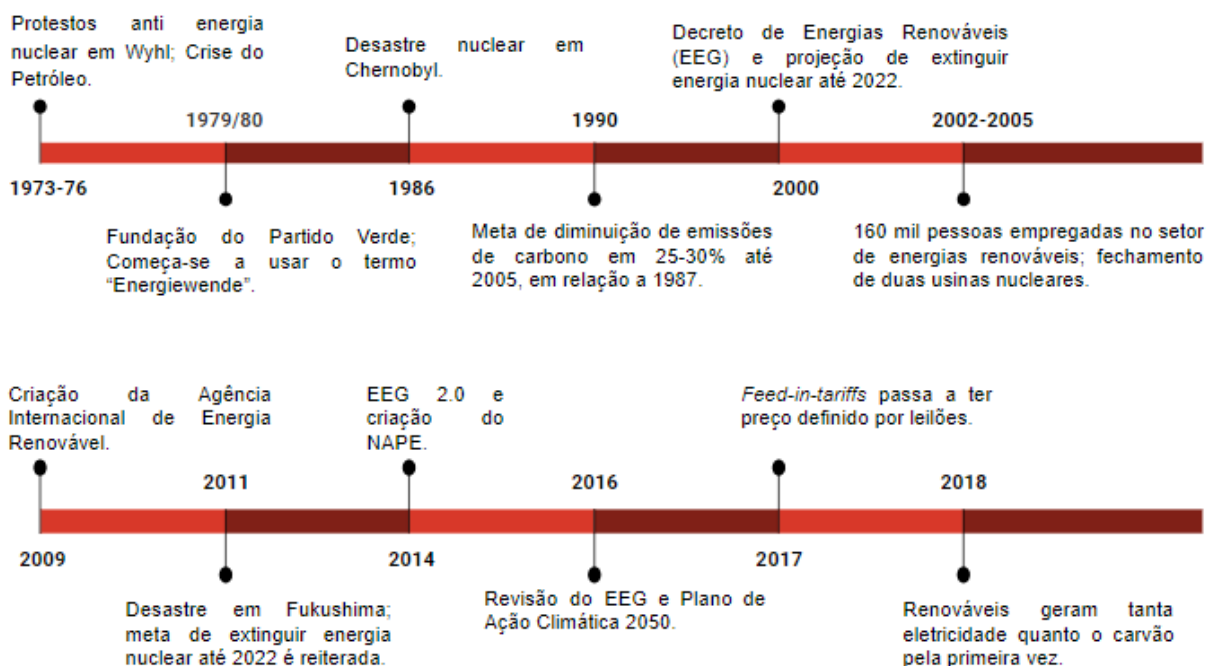 Protestos anti energia
nuclear em Wyhl; Crise do
Petróleo.
1973-76
1979/80
Fundação do Partido Verde;
Começa-se a usar o termo
“Energiewende”.
Desastre nuclear em
Chernobyl.
1986
1990
Meta de diminuição de emissões
de carbono em 25-30% até
2005, em relação a 1987.
Decreto de Energias Renováveis
(EEG) e projeção de extinguir
energia nuclear até 2022.
2000
2002-2005
160 mil pessoas empregadas no setor
de energias renováveis; fechamento
de duas usinas nucleares.
Criação da Agência
Internacional de Energia
Renovável.
2009
2011
Desastre em Fukushima;
meta de extinguir energia
nuclear até 2022 é reiterada.
EEG 2.0 e
criação do
NAPE.
2014
2016
Revisão do EEG e Plano de
Ação Climática 2050.
Feed-in-tariffs passa a ter
preço definido por leilões.
2017
2018
Renováveis geram tanta
eletricidade quanto o carvão
pela primeira vez.